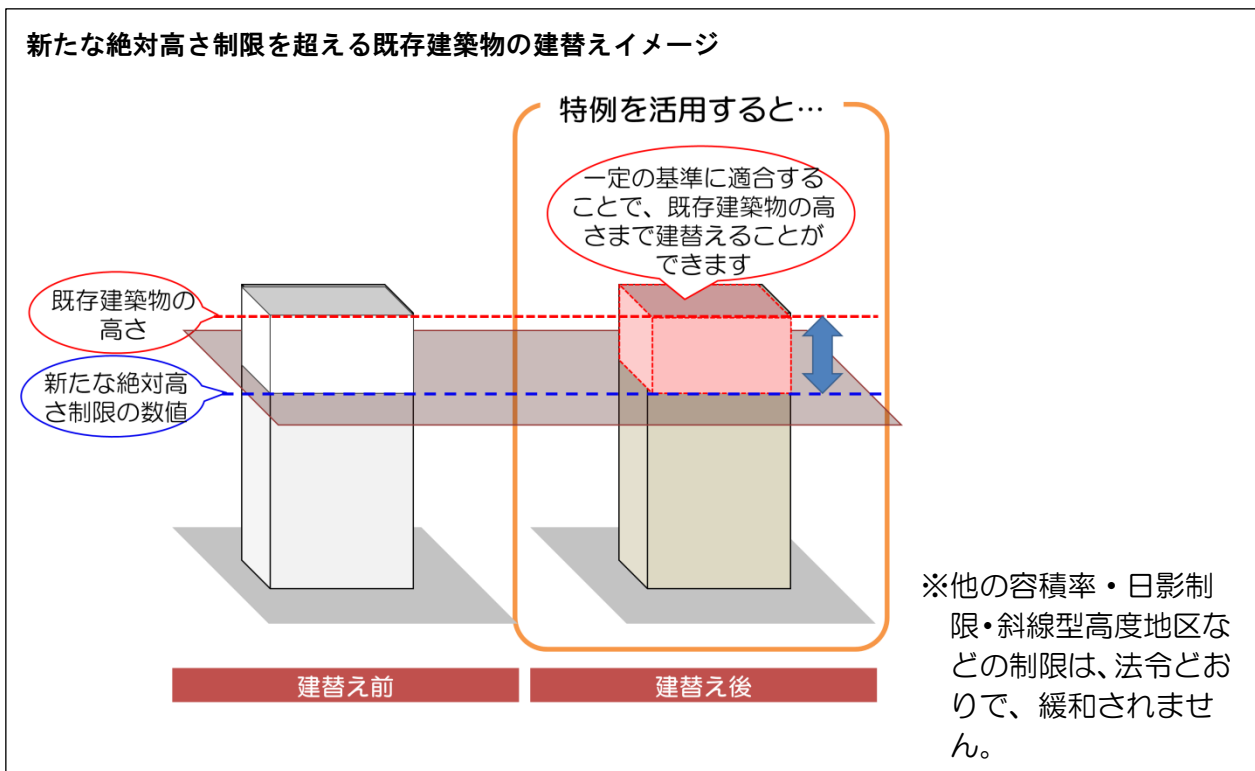 新たな絶対高さ制限を超える既存建築物の建替えイメージ
特例を活用すると…
一定の基準に適合する
ことで、既存建築物の高
さまで建替えることが
できます
既存建築物の
高さ
新たな絶対高
さ制限の数値
※他の容積率・日影制
限・斜線型高度地区な
どの制限は、法令どお
りで、緩和されませ
ん。
建替え前
建替え後